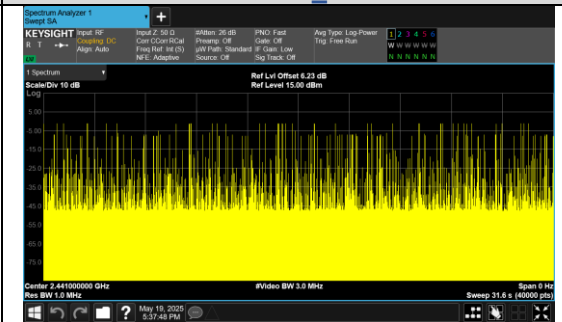 Spectrum Analyzer 1
Swept SA
+
KEYSIGHT Input: RF Input Z: 50 Ω #Atten: 26 dB PNO: Fast Avg Type: Log-Power 1 2 3 4 5 6
R T Coupling: DC Corr CCorr RCal Preamp: Off Gate: Off Trig: Free Run W W W W W W
Align: Auto Freq Ref: Int (S) µW Path: Standard IF Gain: Low
NFE: Adaptive Source: Off Sig Track: Off N N N N N N
1 Spectrum Ref Lvl Offset 6.23 dB
Scale/Div 10 dB Ref Level 15.00 dBm
Log
5.00
-5.00
-15.0
-25.0
-35.0
-45.0
-55.0
-65.0
-75.0
Center 2.441000000 GHz #Video BW 3.0 MHz Span 0 Hz
Res BW 1.0 MHz Sweep 31.6 s (40000 pts)
? May 19, 2025
5:37:48 PM